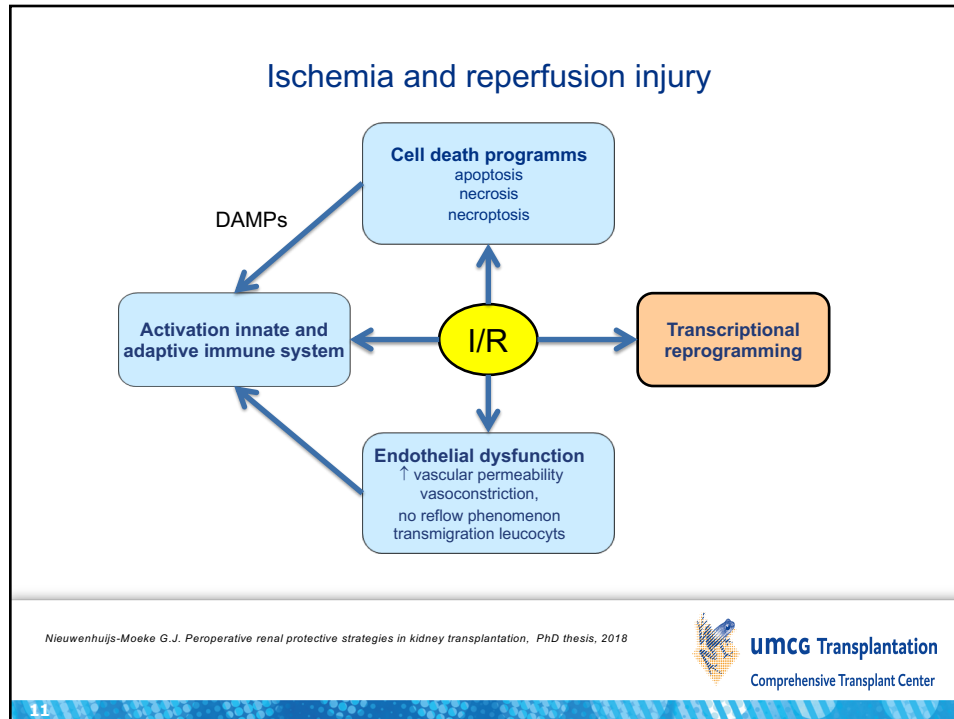 Ischemia and reperfusion injury
Cell death programms
apoptosis
necrosis
necroptosis
DAMPs
Activation innate and
adaptive immune system
I/R
Transcriptional
reprogramming
Endothelial dysfunction
↑ vascular permeability
vasoconstriction,
no reflow phenomenon
transmigration leucocyts
Nieuwenhuijs-Moeke G.J. Peroperative renal protective strategies in kidney transplantation, PhD thesis, 2018
umcg Transplantation
Comprehensive Transplant Center
11